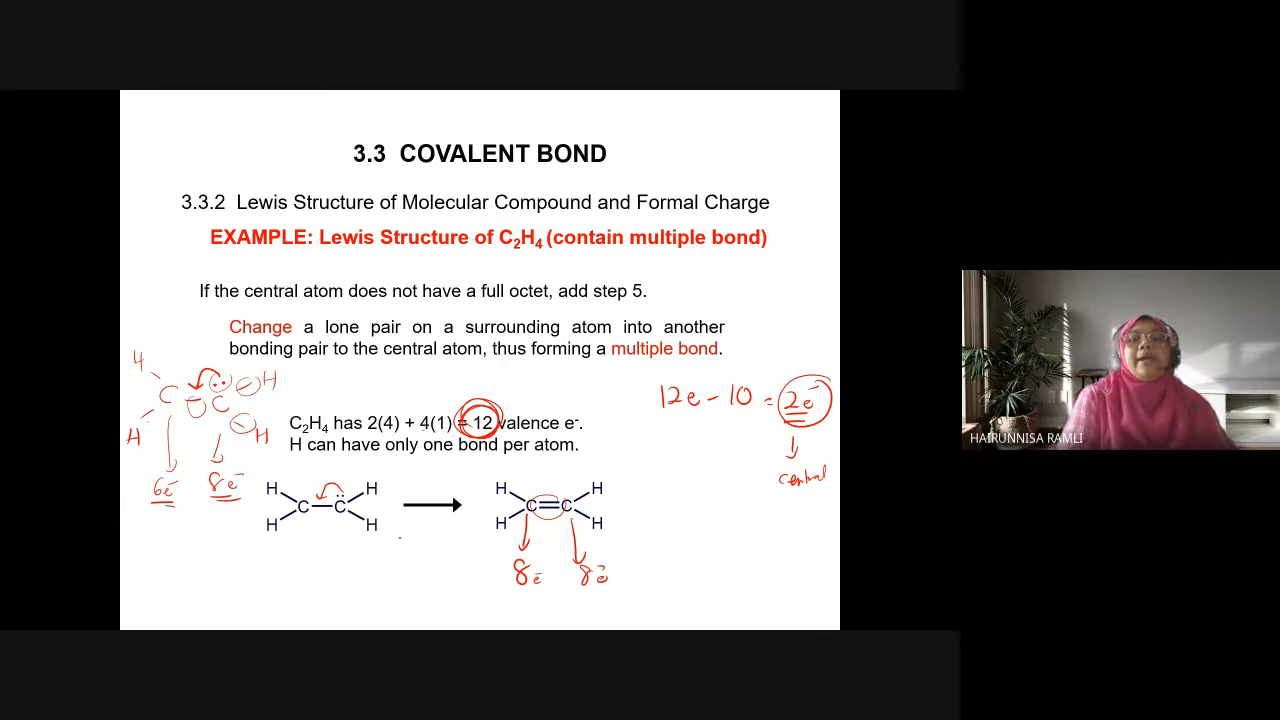 3.3 COVALENT BOND
3.3.2 Lewis Structure of Molecular Compound and Formal Charge
EXAMPLE: Lewis Structure of C₂H₄ (contain multiple bond)
If the central atom does not have a full octet, add step 5.
Change a lone pair on a surrounding atom into another
bonding pair to the central atom, thus forming a multiple bond.
4
C C H
H H
6e⁻ 8e⁻
12e - 10 = 2e⁻
central
C₂H₄ has 2(4) + 4(1) = 12 valence e⁻.
H can have only one bond per atom.
HAIRUNNISA RAMLI
H H H H
C C C C
H H H H
8e⁻ 8e⁻